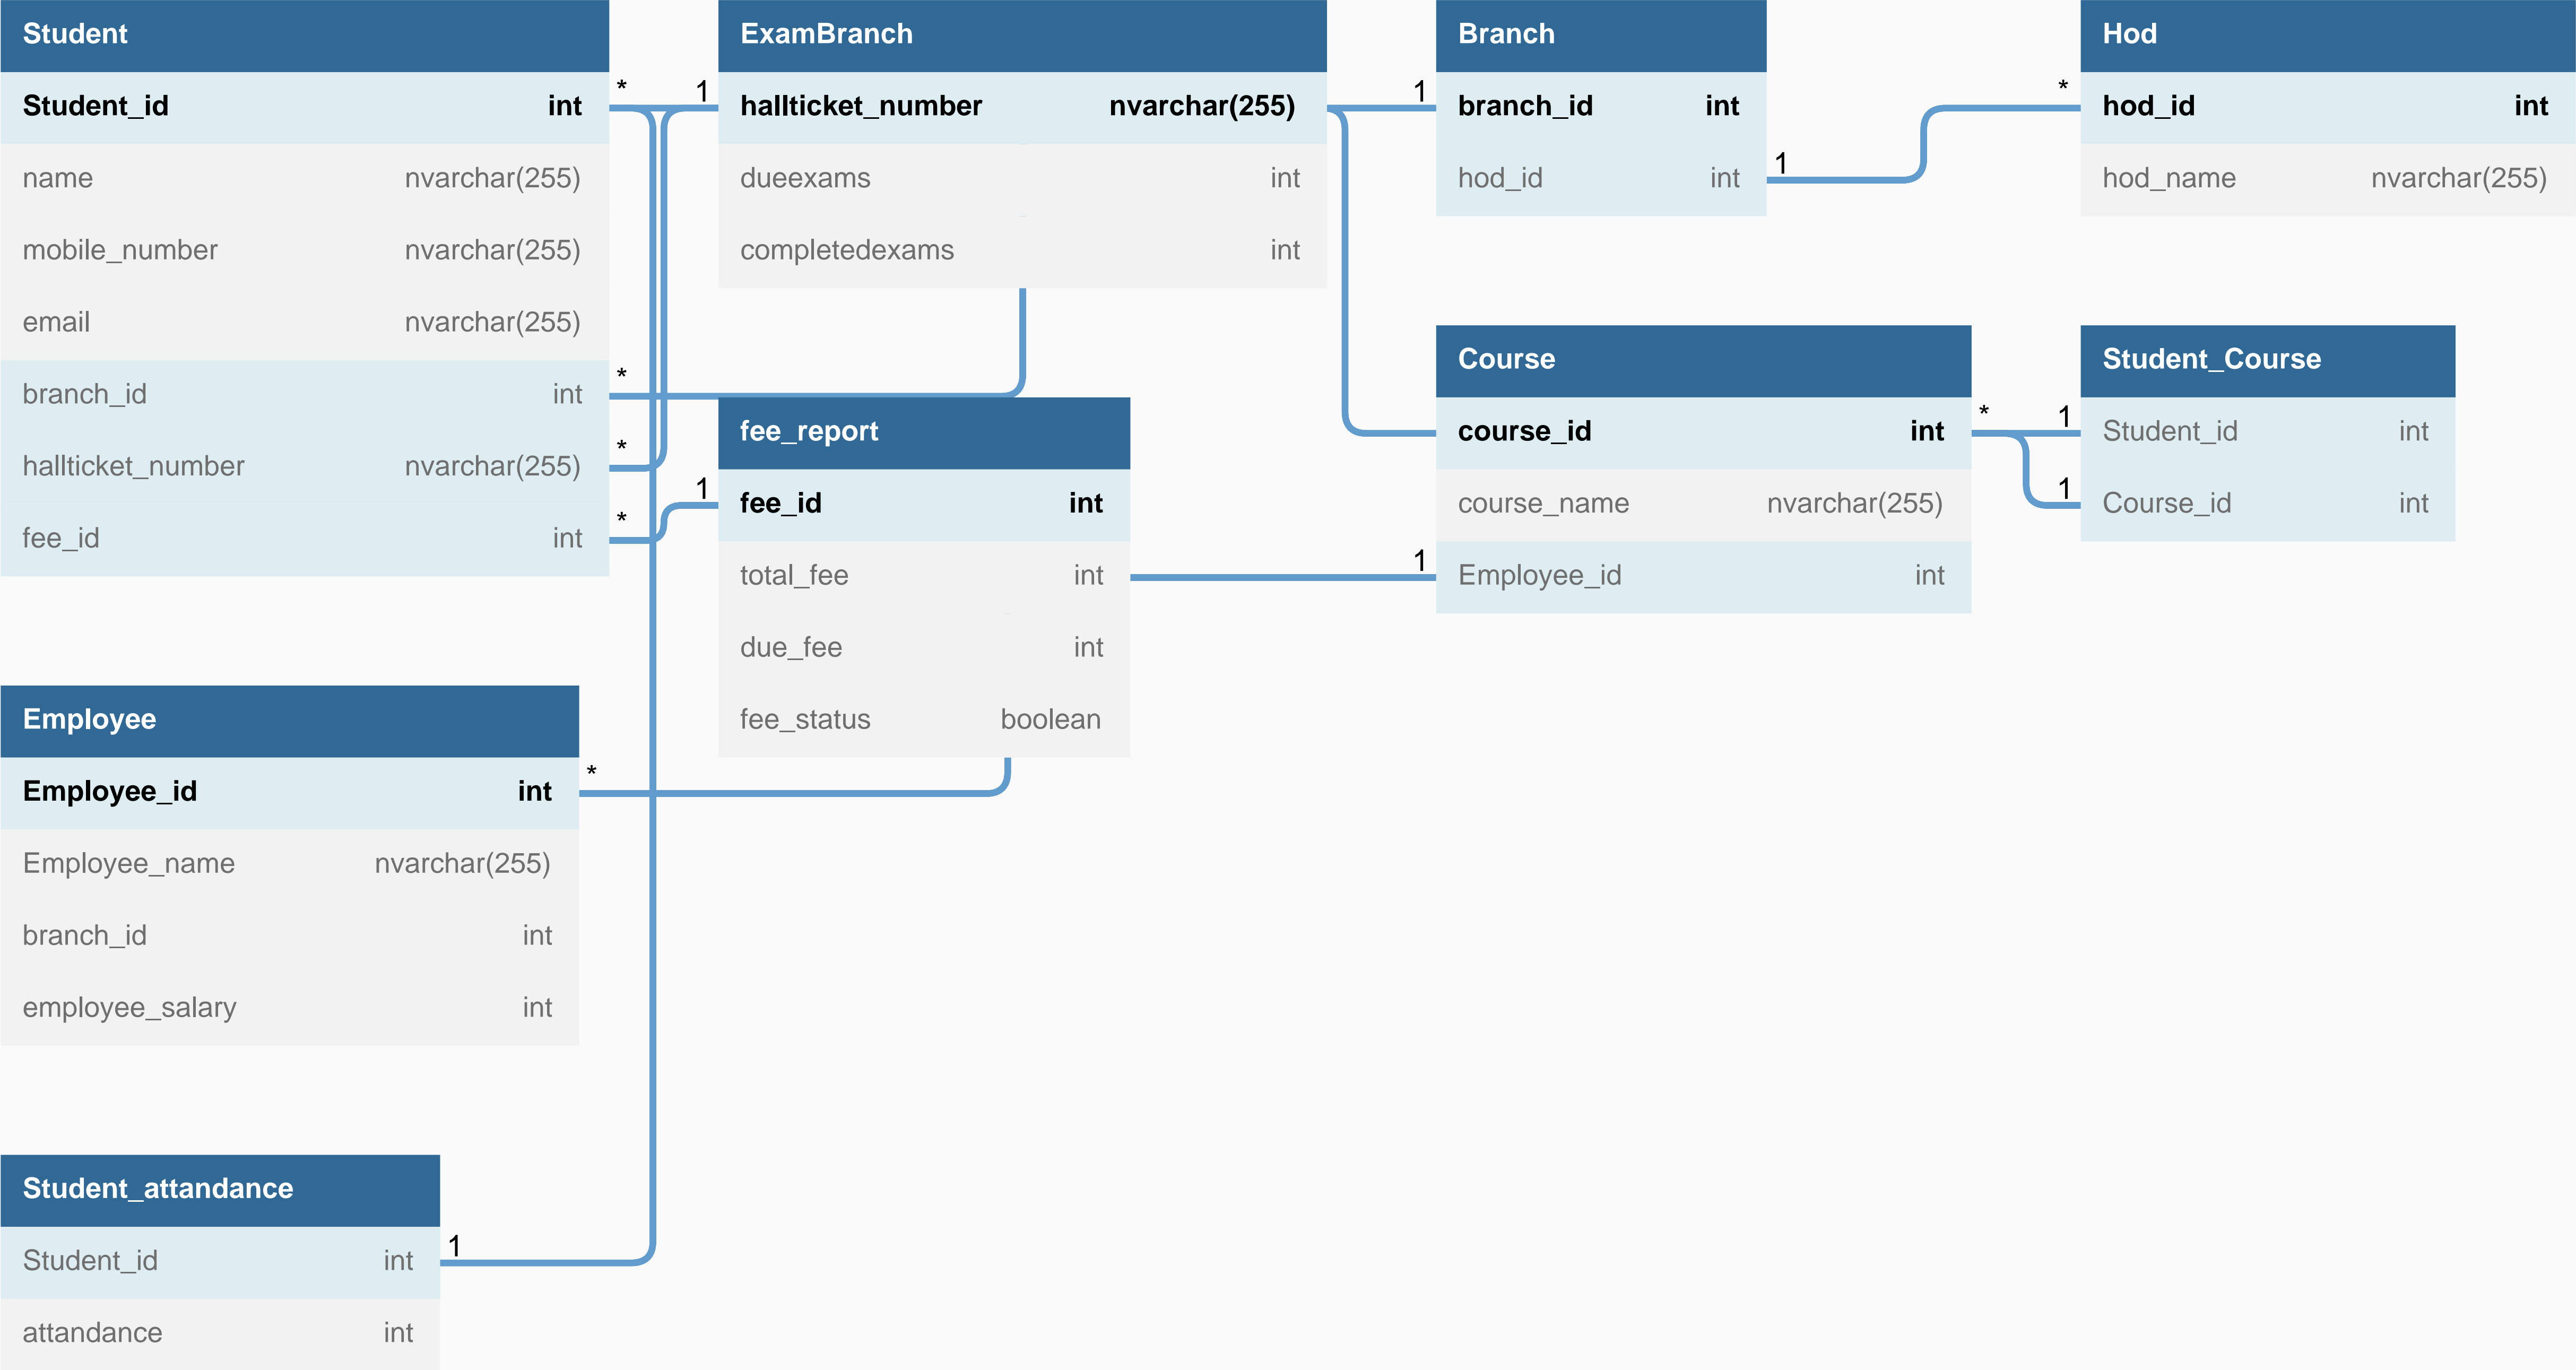 Student
Student_id int
name nvarchar(255)
mobile_number nvarchar(255)
email nvarchar(255)
branch_id int
hallticket_number nvarchar(255)
fee_id int
* 1
*
*
*
ExamBranch
hallticket_number nvarchar(255)
dueexams int
completedexams int
1
Branch
branch_id int
hod_id int
1 *
Hod
hod_id int
hod_name nvarchar(255)
1
fee_report
fee_id int
total_fee int
due_fee int
fee_status boolean
1
Course
course_id int
course_name nvarchar(255)
Employee_id int
* 1
1
Student_Course
Student_id int
Course_id int
Employee
Employee_id int
Employee_name nvarchar(255)
branch_id int
employee_salary int
*
Student_attandance
Student_id int
attandance int
1